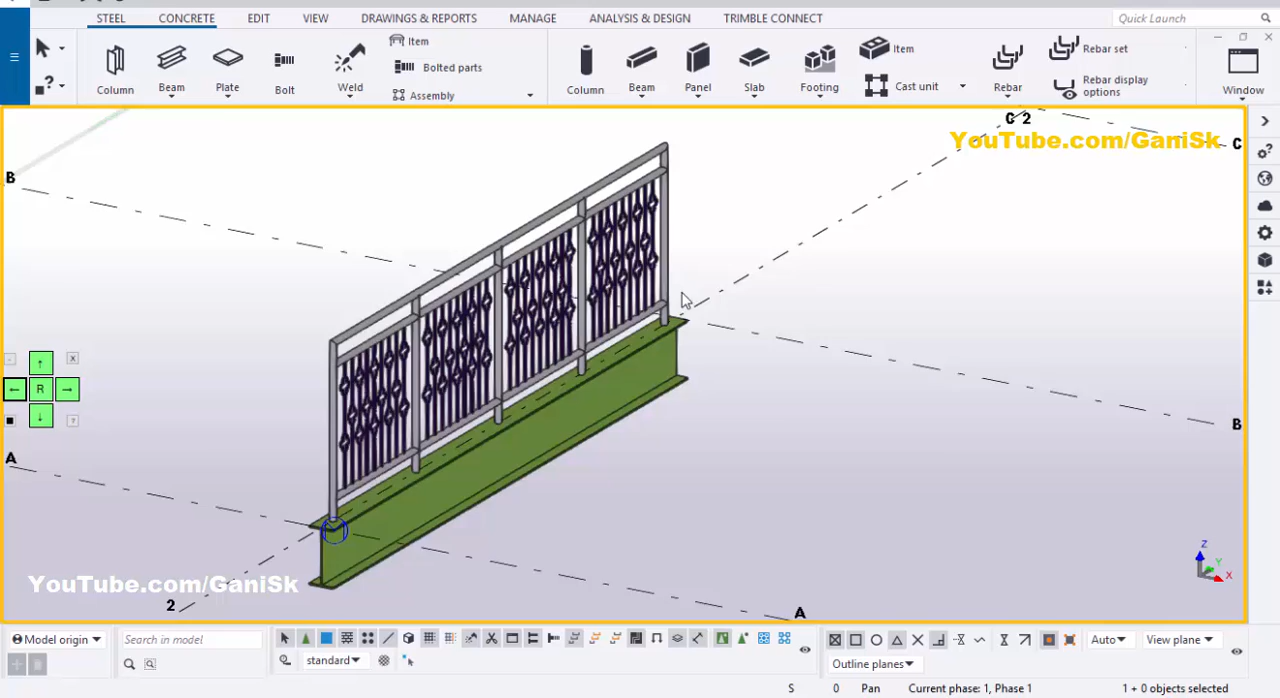 STEEL CONCRETE EDIT VIEW DRAWINGS & REPORTS MANAGE ANALYSIS & DESIGN TRIMBLE CONNECT Quick Launch
Column Beam Plate Bolt Weld Item
Bolted parts
Assembly
Column Beam Panel Slab Footing Item
Cast unit
Rebar Rebar set
Rebar display
options
Window
C 2
YouTube.com/GaniSk
C
B
R
x
?
A
B
Z
Y
X
YouTube.com/GaniSk
2
A
Model origin Search in model
standard
Auto View plane
Outline planes
S 0 Pan Current phase: 1, Phase 1 1 + 0 objects selected